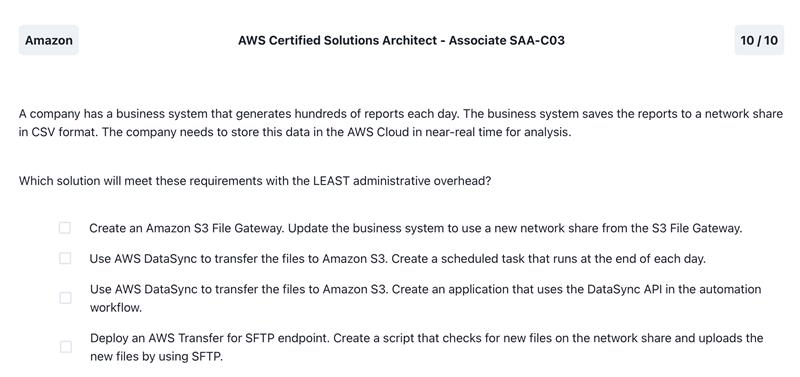 Amazon
AWS Certified Solutions Architect - Associate SAA-C03
10 / 10
A company has a business system that generates hundreds of reports each day. The business system saves the reports to a network share
in CSV format. The company needs to store this data in the AWS Cloud in near-real time for analysis.
Which solution will meet these requirements with the LEAST administrative overhead?
Create an Amazon S3 File Gateway. Update the business system to use a new network share from the S3 File Gateway.
Use AWS DataSync to transfer the files to Amazon S3. Create a scheduled task that runs at the end of each day.
Use AWS DataSync to transfer the files to Amazon S3. Create an application that uses the DataSync API in the automation
workflow.
Deploy an AWS Transfer for SFTP endpoint. Create a script that checks for new files on the network share and uploads the
new files by using SFTP.